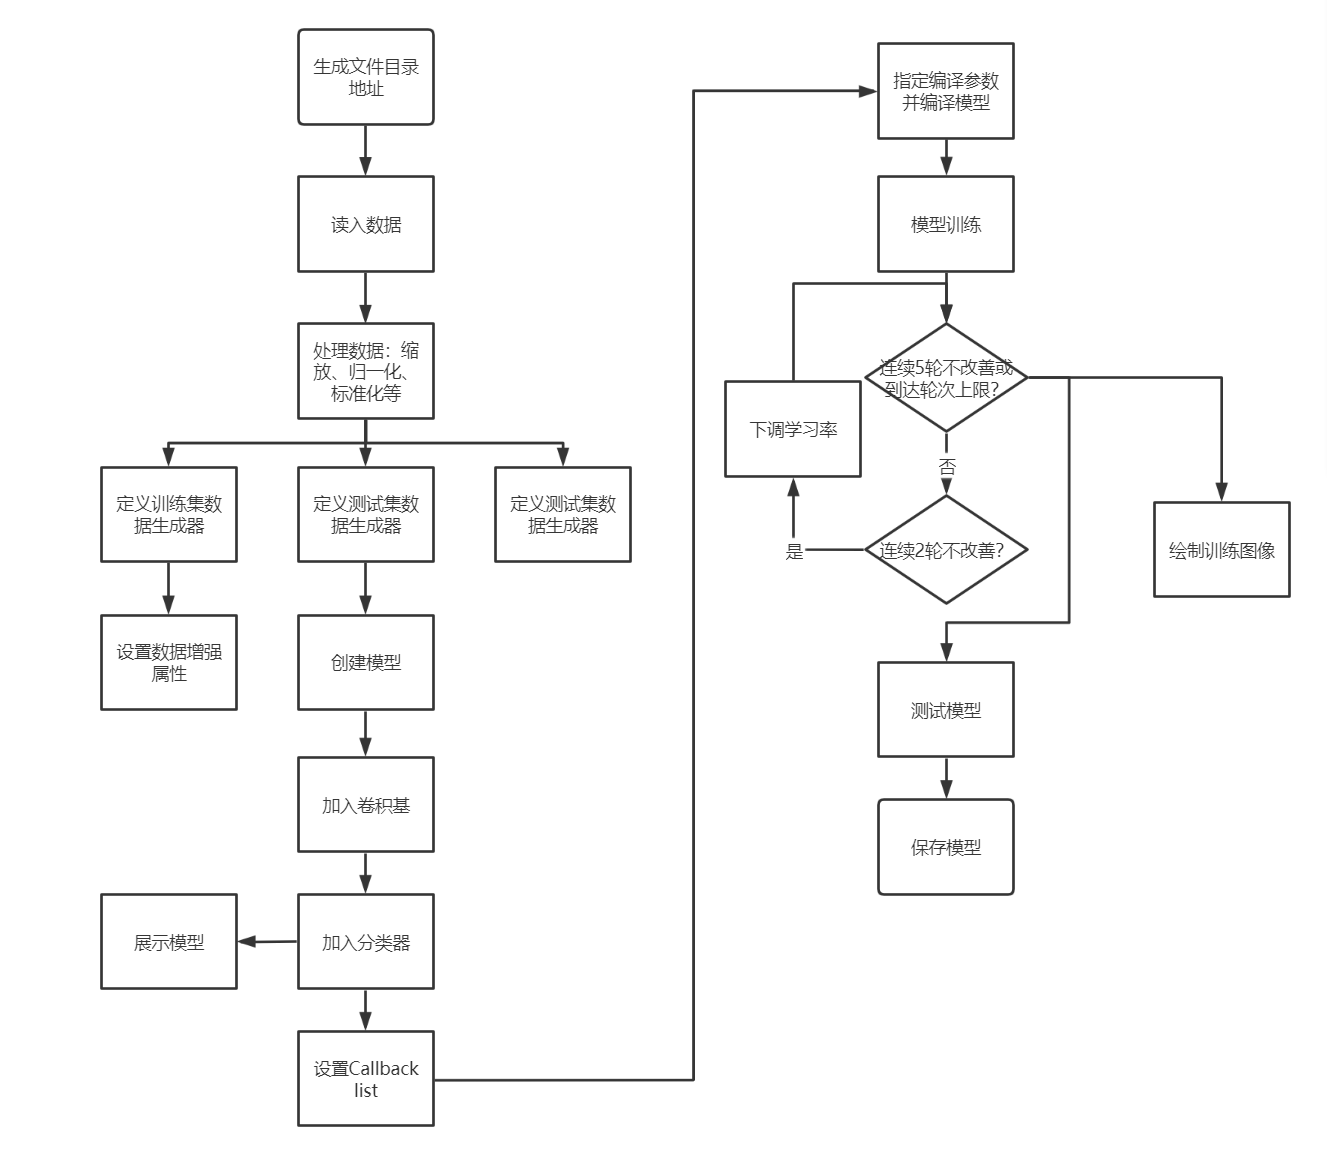 生成文件目录
地址
读入数据
处理数据：缩
放、归一化、
标准化等
定义训练集数
据生成器
定义测试集数
据生成器
定义测试集数
据生成器
设置数据增强
属性
创建模型
加入卷积基
展示模型
加入分类器
设置Callback
list
指定编译参数
并编译模型
模型训练
连续5轮不改善或
到达轮次上限？
下调学习率
否
是
连续2轮不改善？
绘制训练图像
测试模型
保存模型